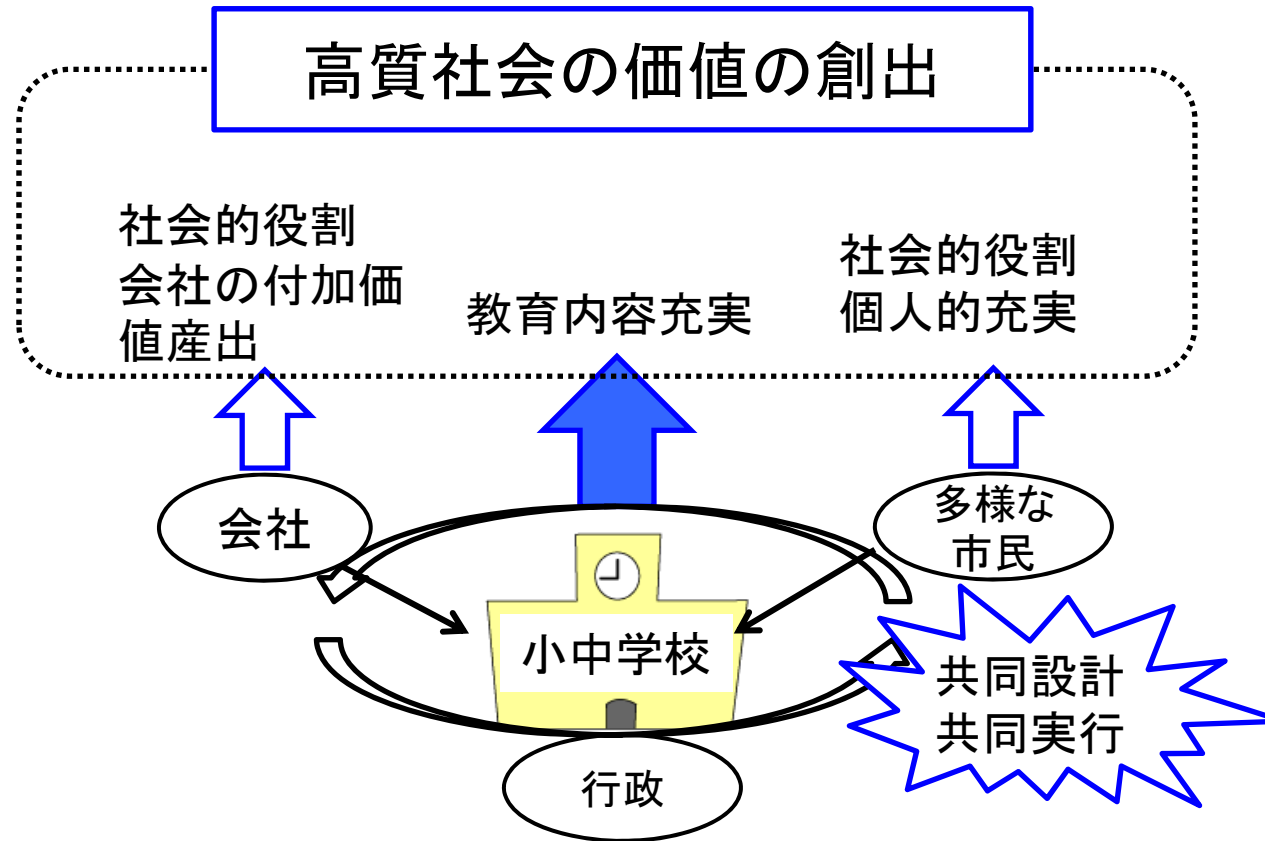 高質社会の価値の創出
社会的役割
会社の付加価
値産出
教育内容充実
社会的役割
個人的充実
会社
多様な
市民
小中学校
共同設計
共同実行
行政